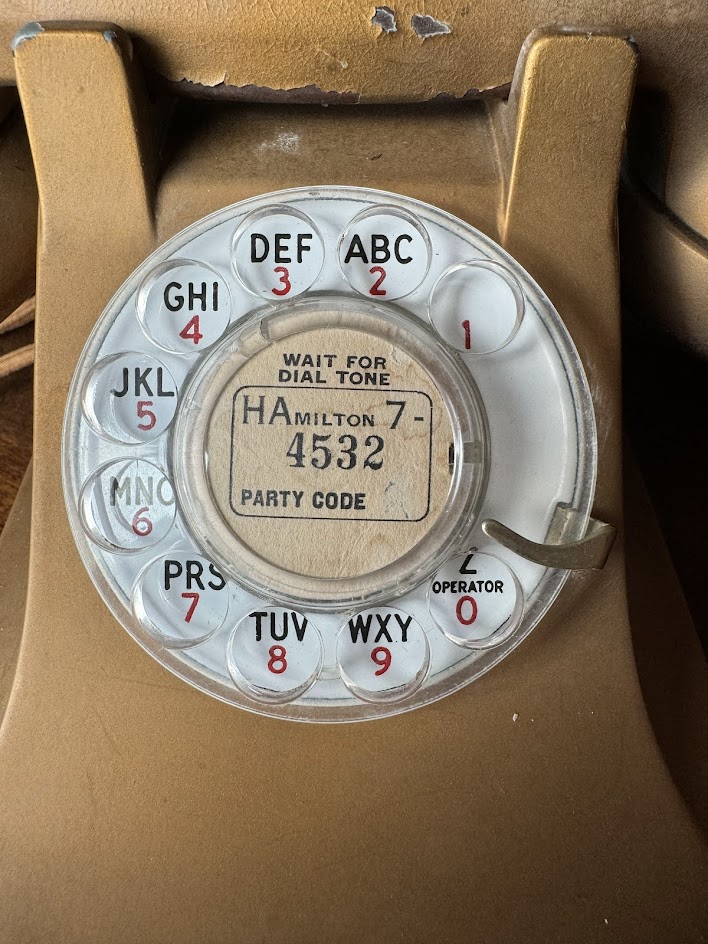 WAIT FOR
DIAL TONE
HAMILTON 7-
4532
PARTY CODE
1
ABC
2
DEF
3
GHI
4
JKL
5
MNO
6
PRS
7
TUV
8
WXY
9
Z
OPERATOR
0